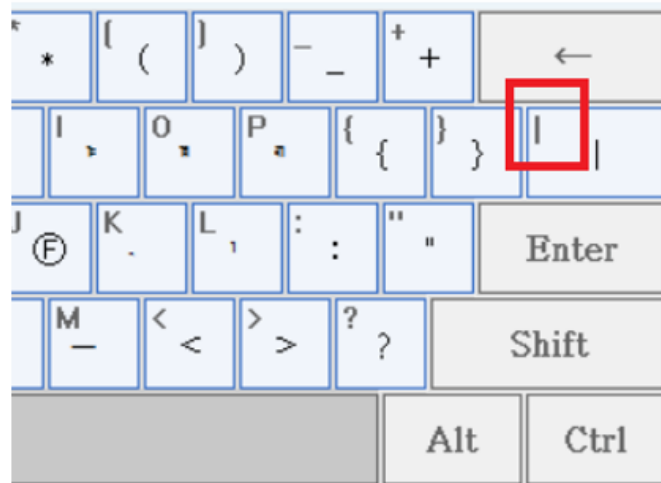 * * ( ( ) ) _ _ + + ←
I O P { { } } | |
J Ⓕ K L : : " " Enter
M — < < > > ? ? Shift
Alt Ctrl